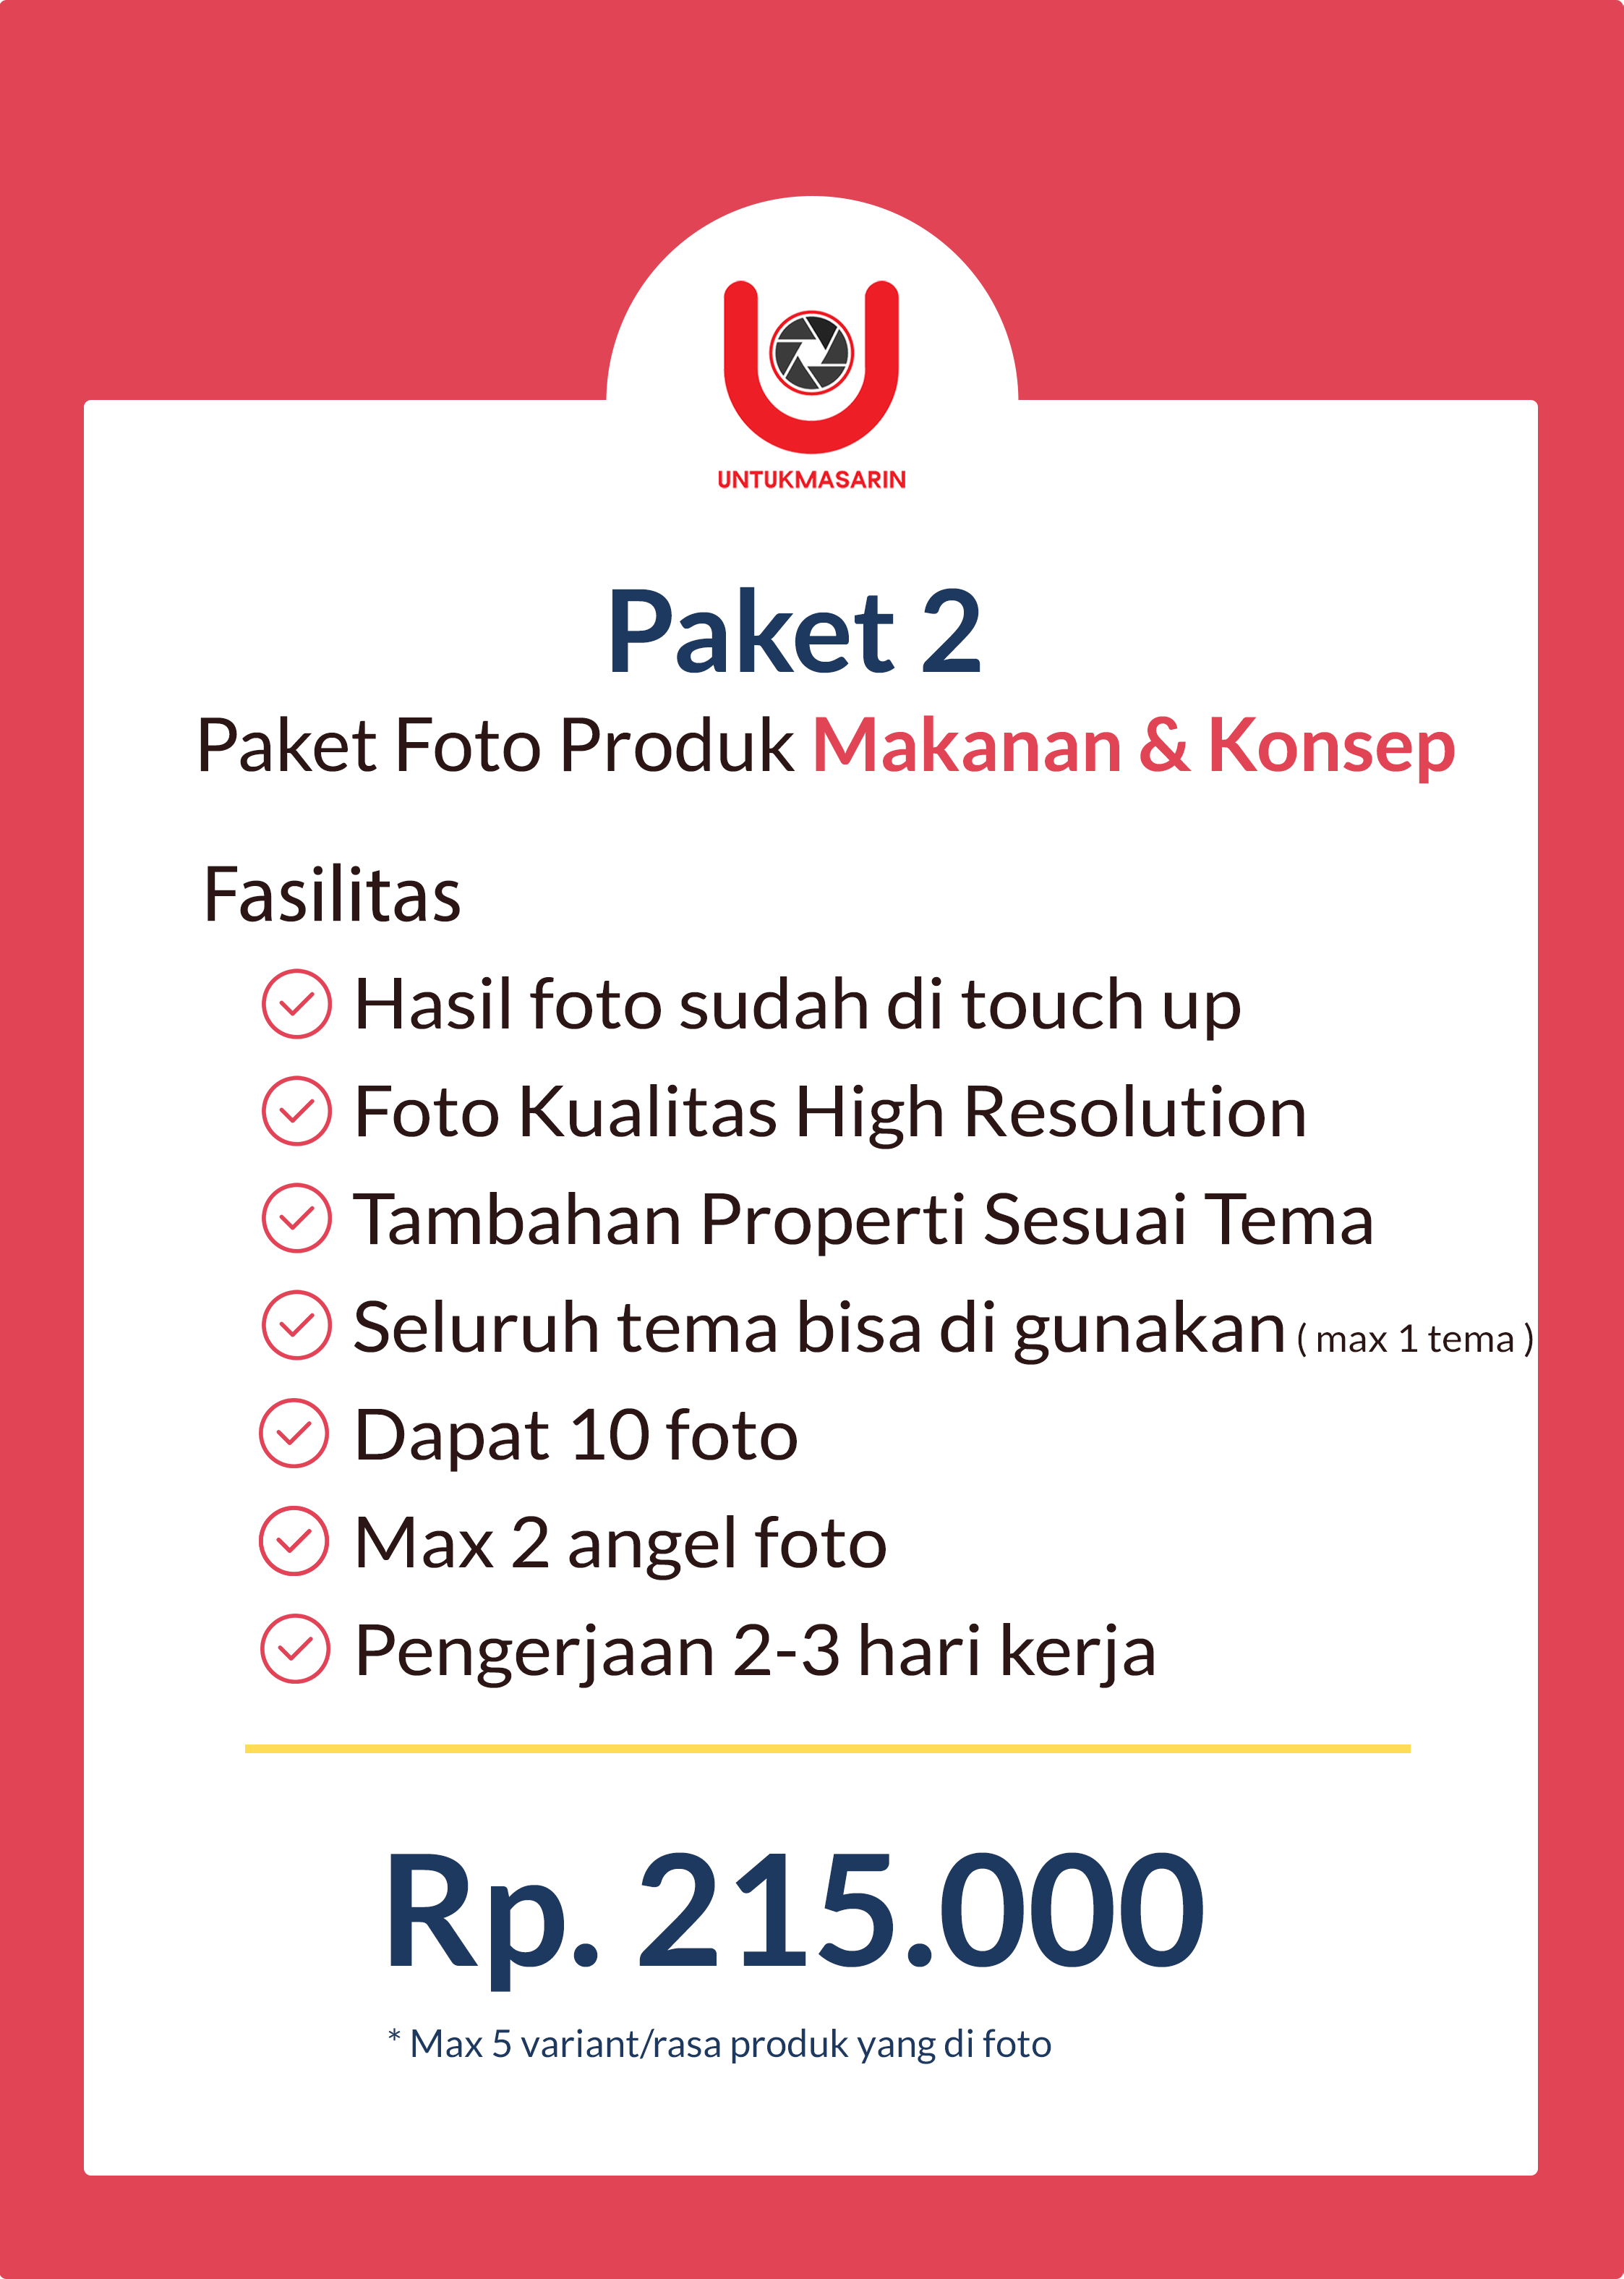 UNTUKMASARIN
Paket 2
Paket Foto Produk Makanan & Konsep
Fasilitas
Hasil foto sudah di touch up
Foto Kualitas High Resolution
Tambahan Properti Sesuai Tema
Seluruh tema bisa di gunakan ( max 1 tema )
Dapat 10 foto
Max 2 angel foto
Pengerjaan 2-3 hari kerja
Rp. 215.000
* Max 5 variant/rasa produk yang di foto